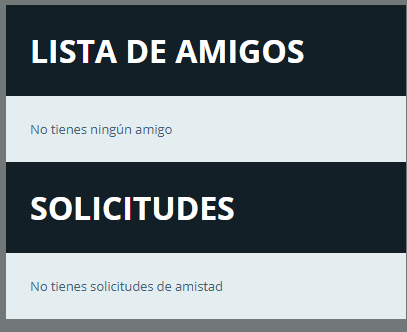 LISTA DE AMIGOS
No tienes ningún amigo
SOLICITUDES
No tienes solicitudes de amistad